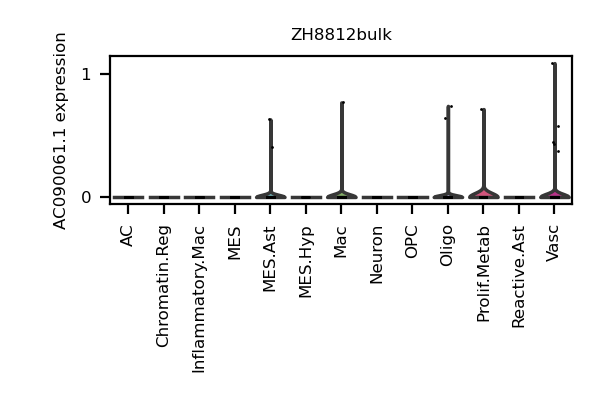 ZH8812bulk
AC090061.1 expression
1
0
AC
Chromatin.Reg
Inflammatory.Mac
MES
MES.Ast
MES.Hyp
Mac
Neuron
OPC
Oligo
Prolif.Metab
Reactive.Ast
Vasc